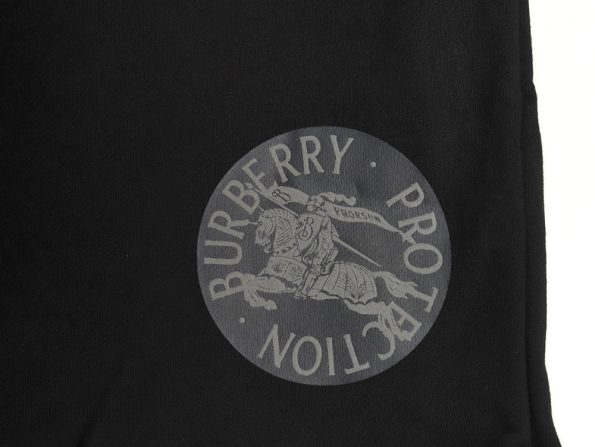 BURBERRY · PROTECTION ·
PRORSUM